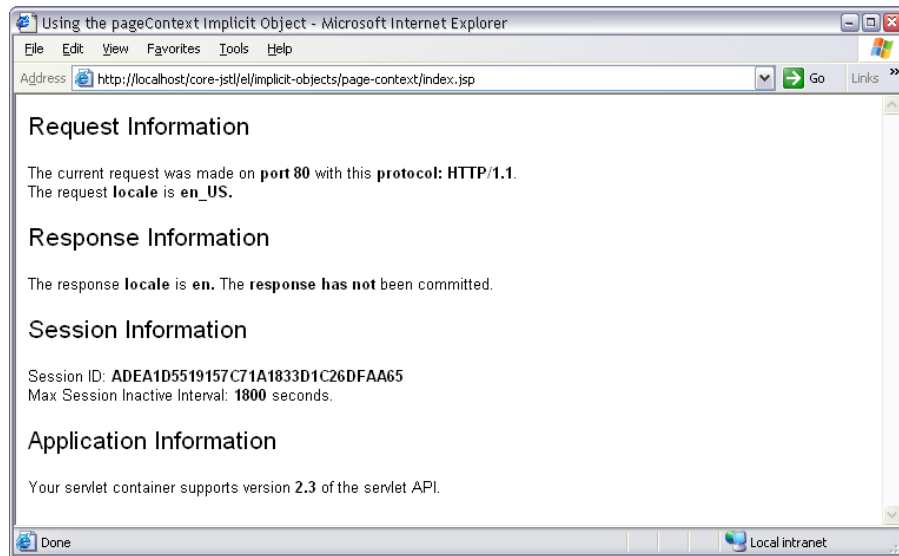 Using the pageContext Implicit Object - Microsoft Internet Explorer
File Edit View Favorites Tools Help
Address http://localhost/core-jstl/el/implicit-objects/page-context/index.jsp Go Links »
Request Information
The current request was made on port 80 with this protocol: HTTP/1.1.
The request locale is en_US.
Response Information
The response locale is en. The response has not been committed.
Session Information
Session ID: ADEA1D5519157C71A1833D1C26DFAA65
Max Session Inactive Interval: 1800 seconds.
Application Information
Your servlet container supports version 2.3 of the servlet API.
Done Local intranet